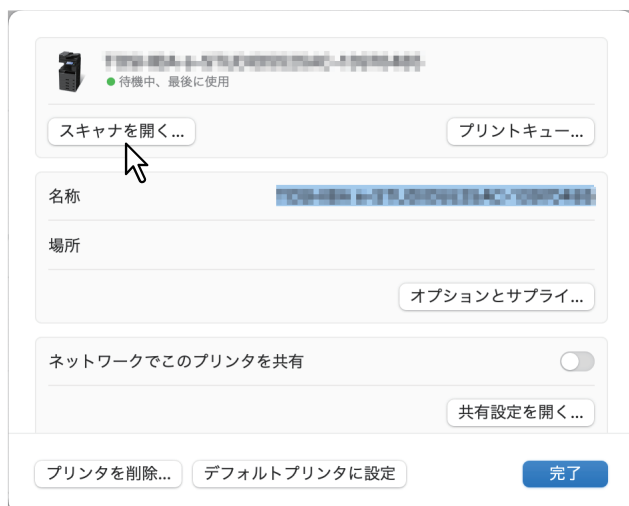 待機中、最後に使用
スキャナを開く...
プリントキュー...
名称
場所
オプションとサプライ...
ネットワークでこのプリンタを共有
共有設定を開く...
プリンタを削除...
デフォルトプリンタに設定
完了